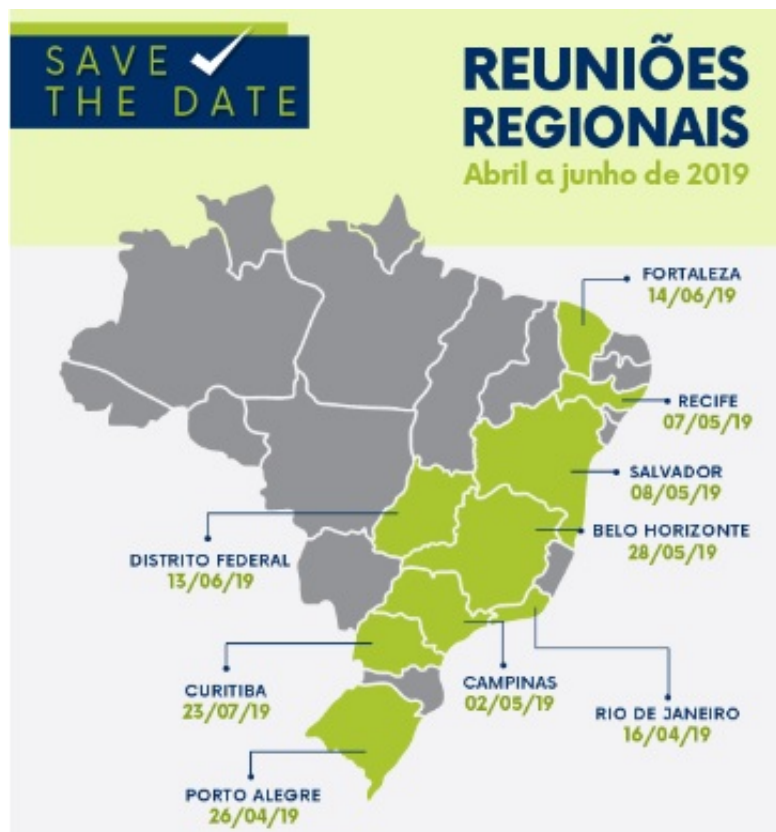 SAVE
THE DATE
REUNIÕES
REGIONAIS
Abril a junho de 2019
FORTALEZA
14/06/19
RECIFE
07/05/19
SALVADOR
08/05/19
BELO HORIZONTE
28/05/19
DISTRITO FEDERAL
13/06/19
CURITIBA
23/07/19
CAMPINAS
02/05/19
RIO DE JANEIRO
16/04/19
PORTO ALEGRE
26/04/19